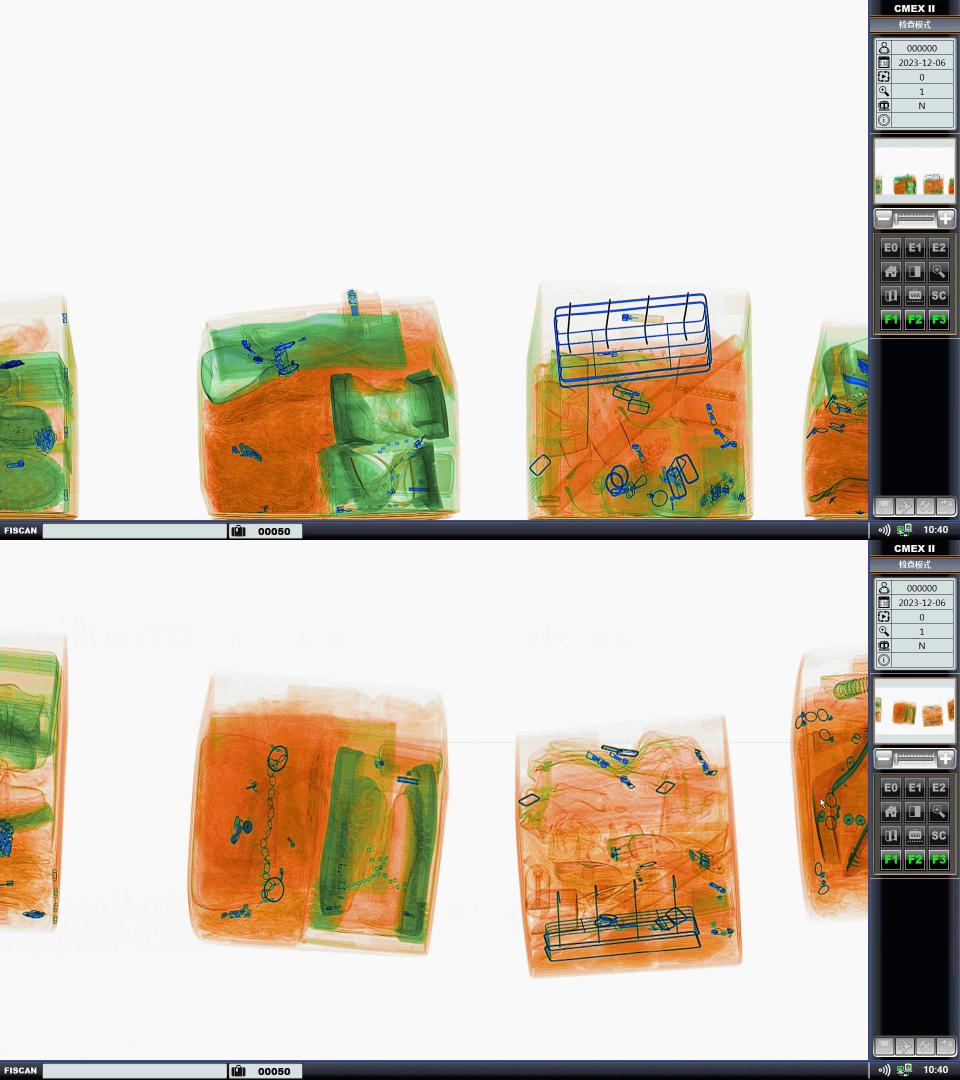 CMEX II
检查模式
000000
2023-12-06
0
1
N
E0 E1 E2
VAR SC
F1 F2 F3
FISCAN 00050 10:40
CMEX II
检查模式
000000
2023-12-06
0
1
N
E0 E1 E2
VAR SC
F1 F2 F3
FISCAN 00050 10:40